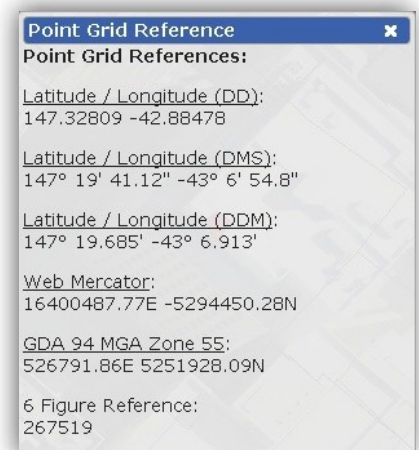 Point Grid Reference
Point Grid References:
Latitude / Longitude (DD):
147.32809 -42.88478
Latitude / Longitude (DMS):
147° 19' 41.12" -43° 6' 54.8"
Latitude / Longitude (DDM):
147° 19.685' -43° 6.913'
Web Mercator:
16400487.77E -5294450.28N
GDA 94 MGA Zone 55:
526791.86E 5251928.09N
6 Figure Reference:
267519